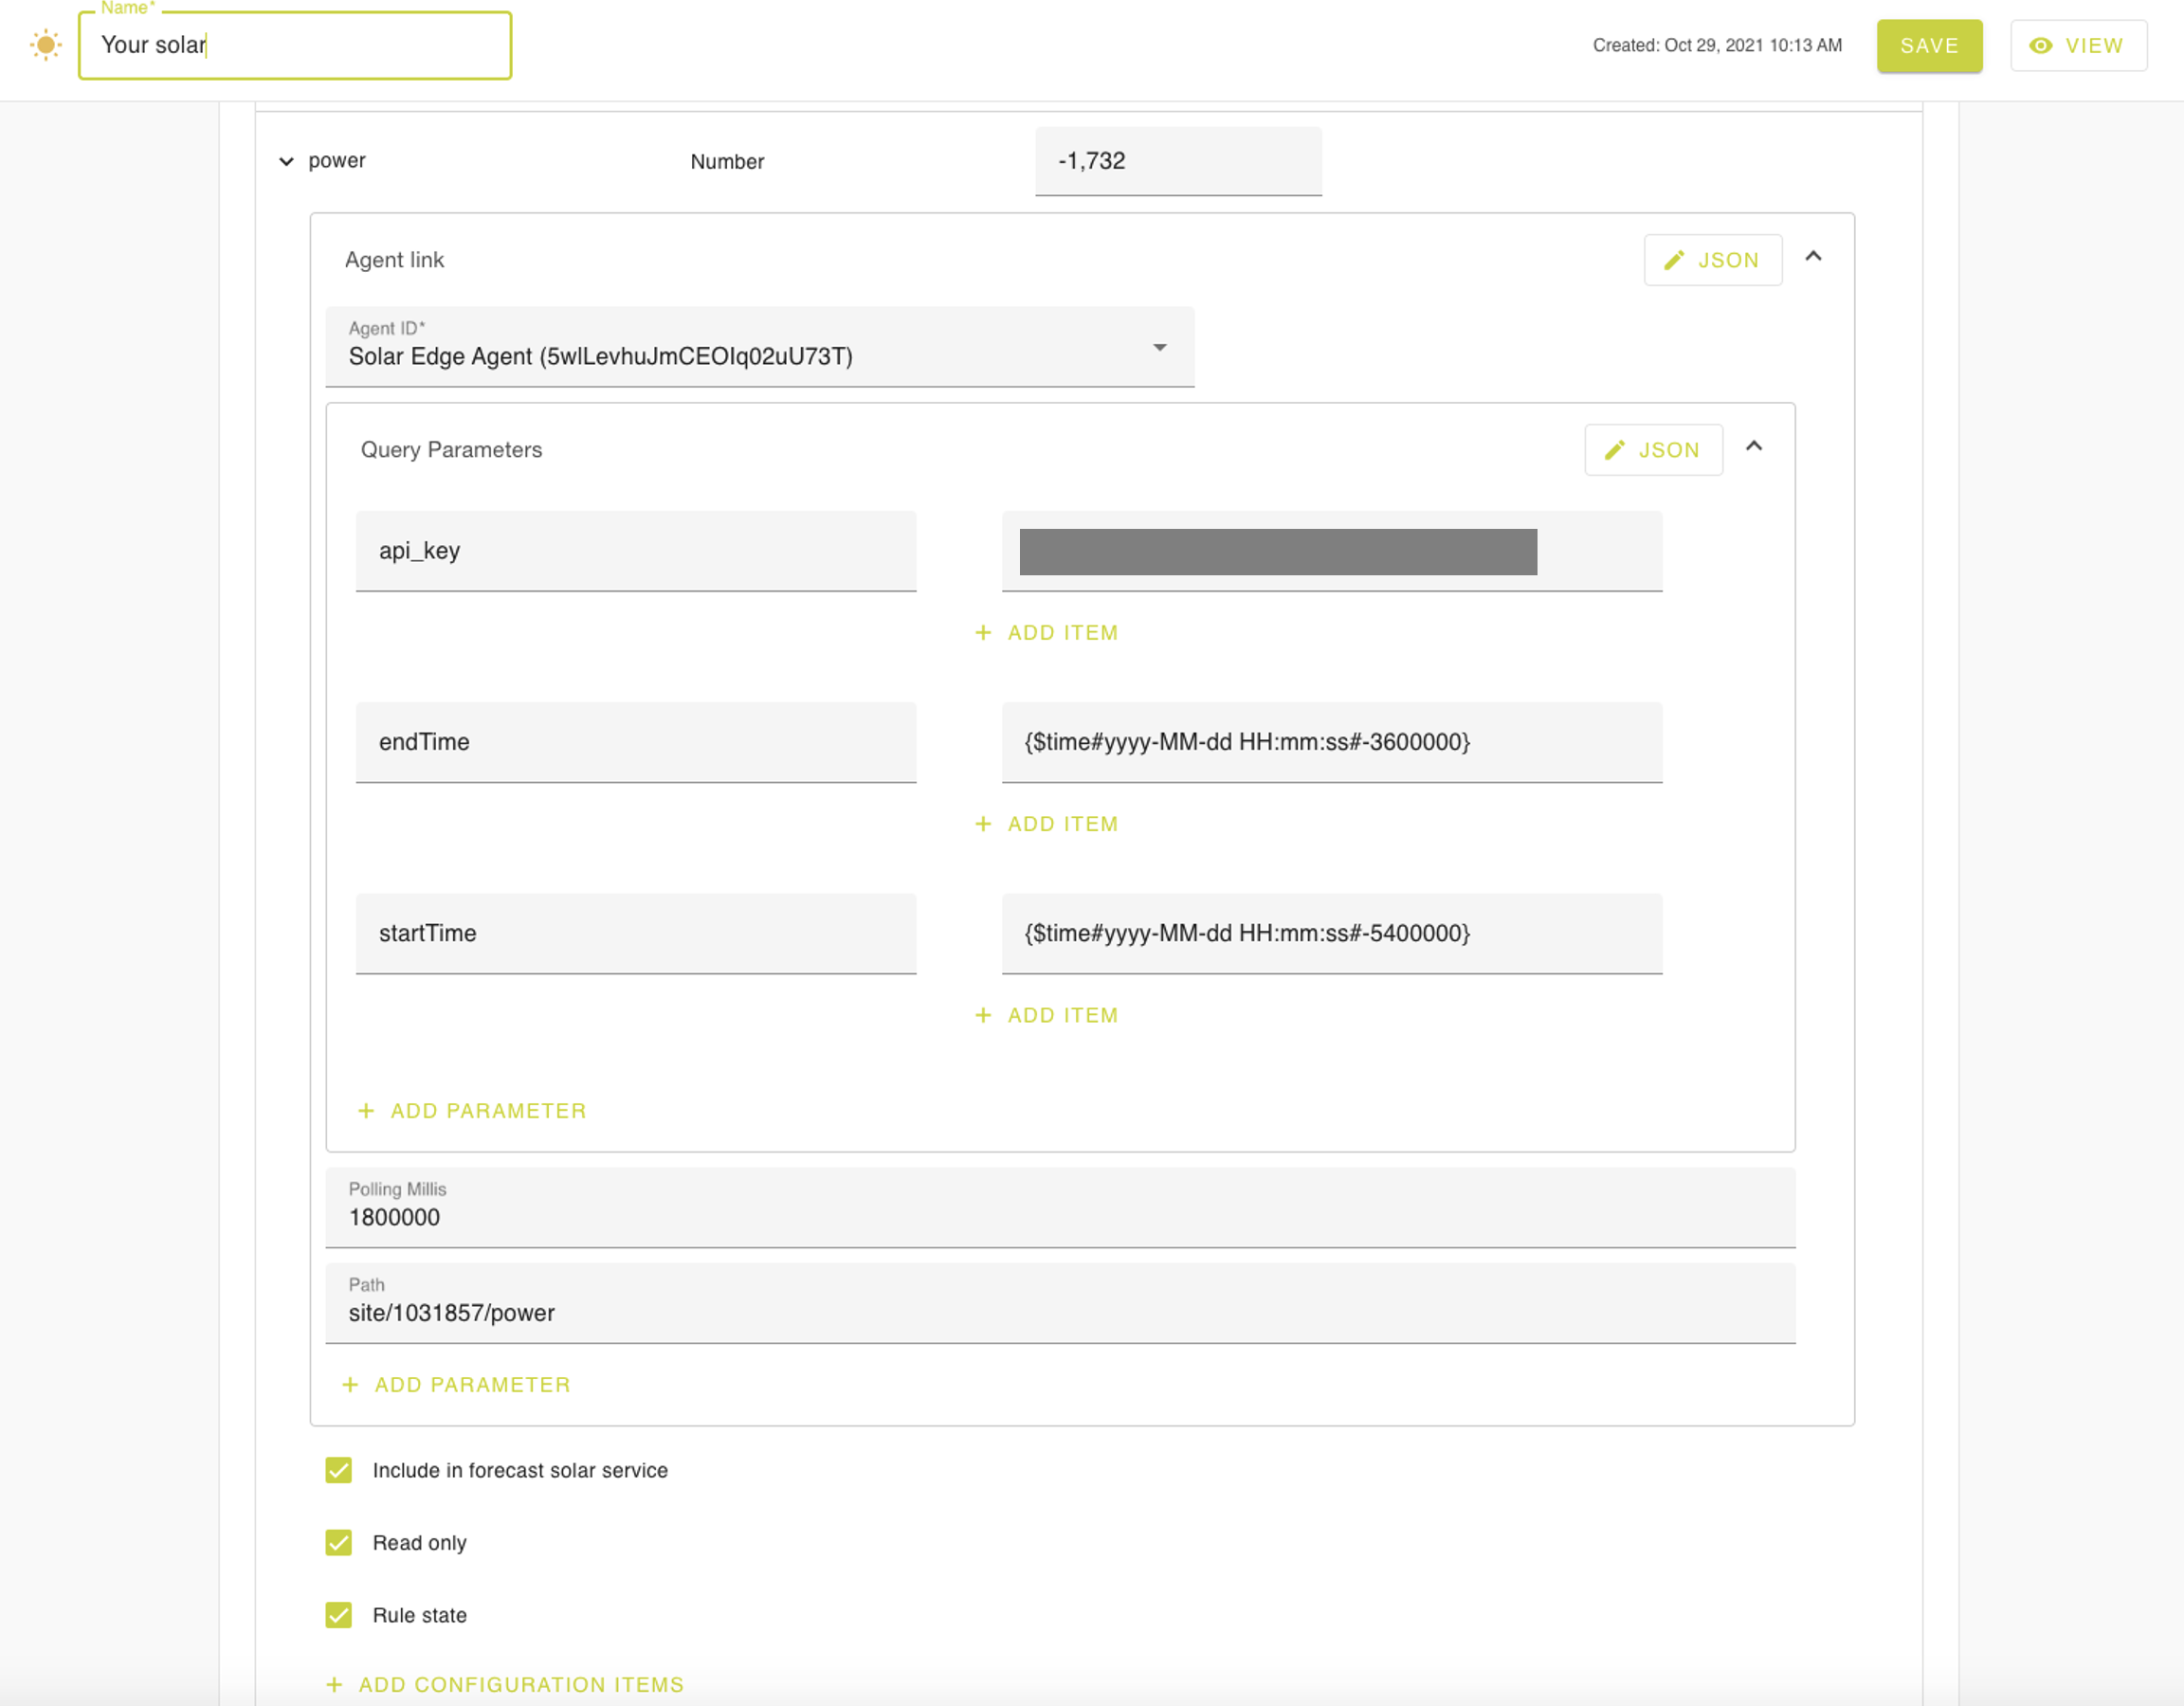 Name*
Your solar
Created: Oct 29, 2021 10:13 AM
SAVE
VIEW
power
Number
-1,732
Agent link
JSON
Agent ID*
Solar Edge Agent (5wlLevhuJmCEOIq02uU73T)
Query Parameters
JSON
api_key
+ ADD ITEM
endTime
{$time#yyyy-MM-dd HH:mm:ss#-3600000}
+ ADD ITEM
startTime
{$time#yyyy-MM-dd HH:mm:ss#-5400000}
+ ADD ITEM
+ ADD PARAMETER
Polling Millis
1800000
Path
site/1031857/power
+ ADD PARAMETER
Include in forecast solar service
Read only
Rule state
+ ADD CONFIGURATION ITEMS